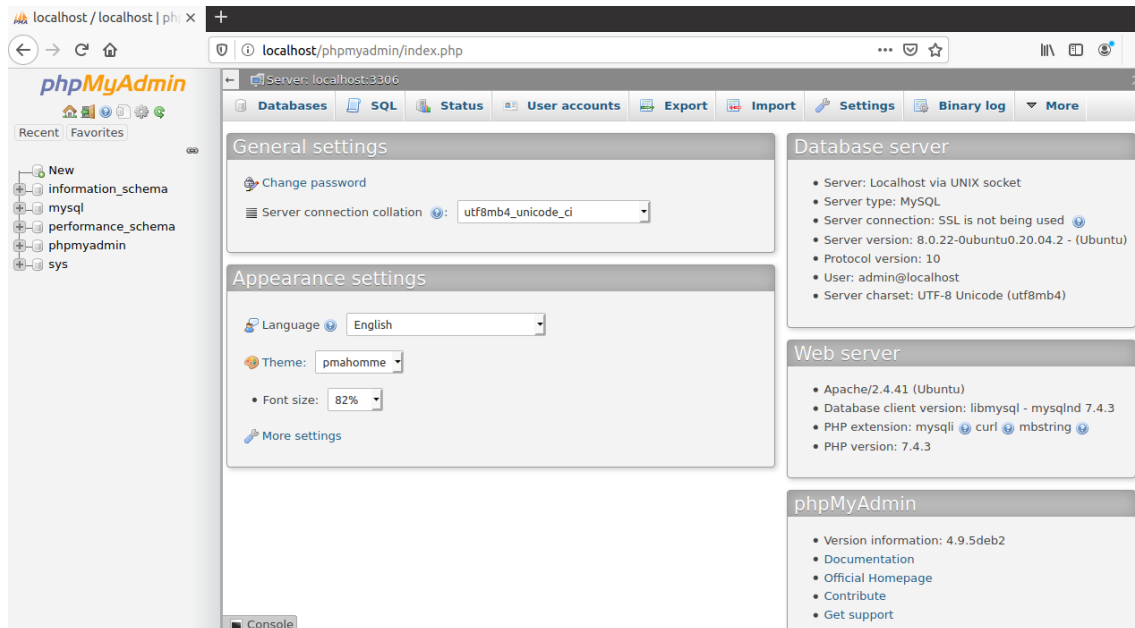 localhost / localhost | ph
localhost/phpmyadmin/index.php
phpMyAdmin
Recent Favorites
New
information_schema
mysql
performance_schema
phpmyadmin
sys
Server: localhost:3306
Databases SQL Status User accounts Export Import Settings Binary log More
General settings
Change password
Server connection collation : utf8mb4_unicode_ci
Appearance settings
Language English
Theme: pmahomme
• Font size: 82%
More settings
Database server
• Server: Localhost via UNIX socket
• Server type: MySQL
• Server connection: SSL is not being used
• Server version: 8.0.22-0ubuntu0.20.04.2 - (Ubuntu)
• Protocol version: 10
• User: admin@localhost
• Server charset: UTF-8 Unicode (utf8mb4)
Web server
• Apache/2.4.41 (Ubuntu)
• Database client version: libmysql - mysqlnd 7.4.3
• PHP extension: mysqli curl mbstring
• PHP version: 7.4.3
phpMyAdmin
• Version information: 4.9.5deb2
• Documentation
• Official Homepage
• Contribute
• Get support
Console